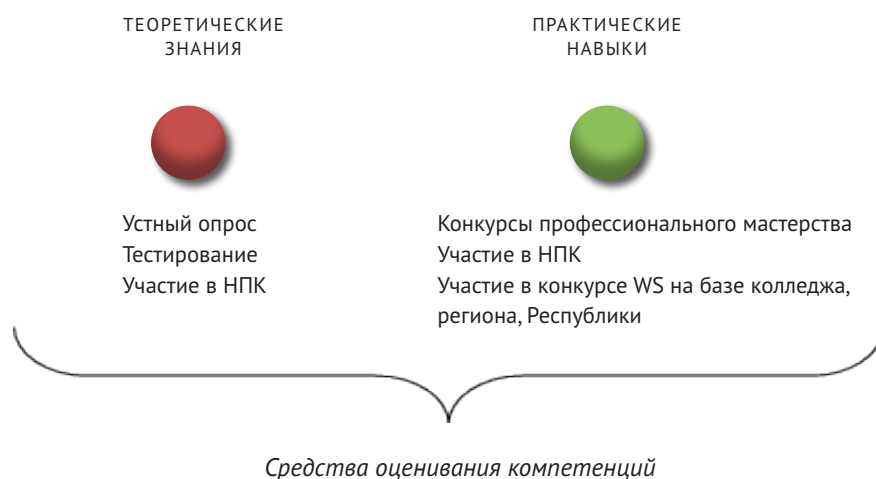 ТЕОРЕТИЧЕСКИЕ
ЗНАНИЯ
ПРАКТИЧЕСКИЕ
НАВЫКИ
Устный опрос
Тестирование
Участие в НПК
Конкурсы профессионального мастерства
Участие в НПК
Участие в конкурсе WS на базе колледжа,
региона, Республики
Средства оценивания компетенций